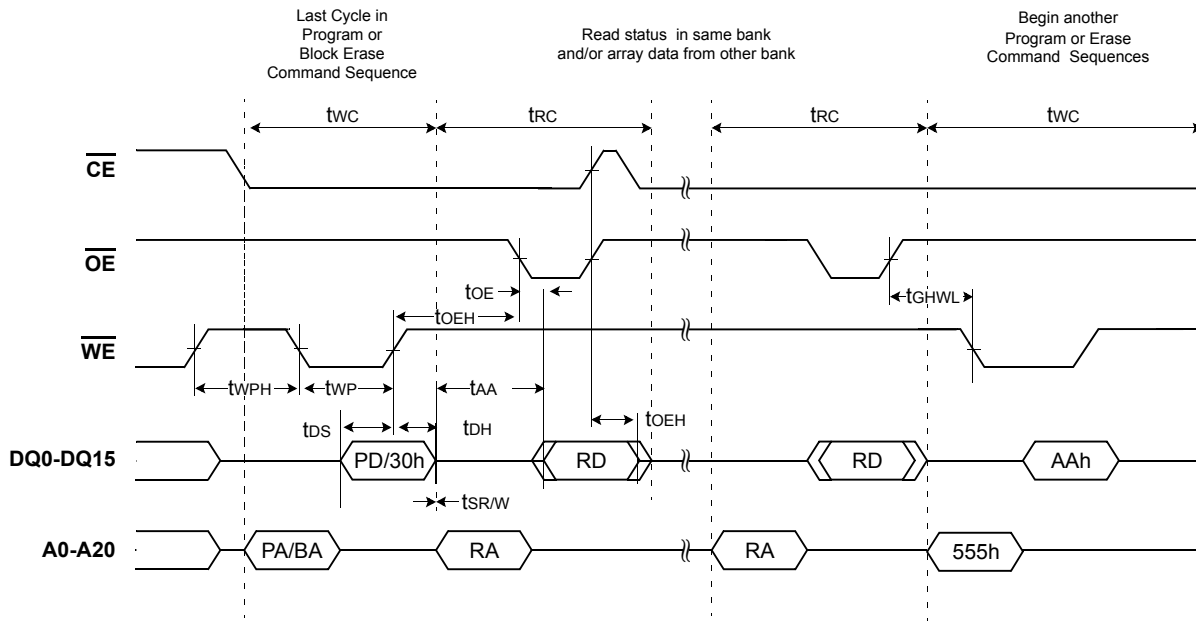 Last Cycle in
Program or
Block Erase
Command Sequence
Read status in same bank
and/or array data from other bank
Begin another
Program or Erase
Command Sequences
tWC
tRC
tRC
tWC
CE
OE
tOE
tOEH
tGHWL
WE
tWPH
tWP
tAA
tOEH
tDS
tDH
DQ0-DQ15
PD/30h
RD
RD
AAh
tSR/W
A0-A20
PA/BA
RA
RA
555h